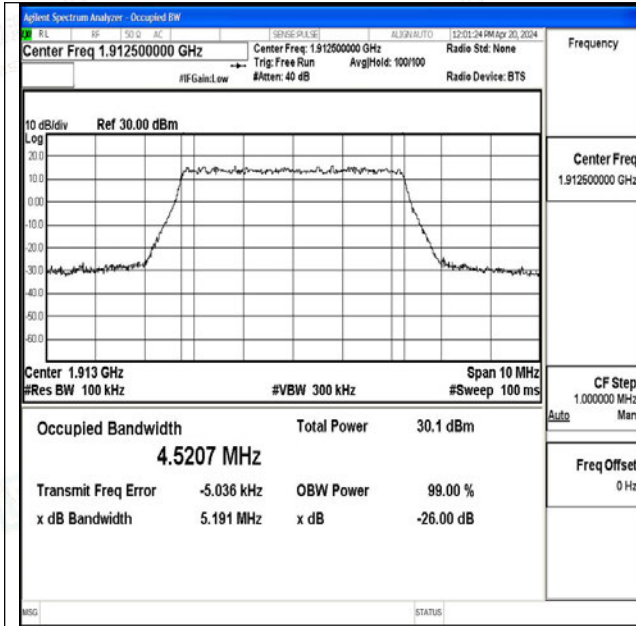 Agilent Spectrum Analyzer - Occupied BW
RL RF 50 Ω AC SENSE:PULSE ALIGN AUTO 12:01:24 PM Apr 20, 2024
Center Freq 1.912500000 GHz
Center Freq: 1.912500000 GHz
Radio Std: None
Trig: Free Run Avg|Hold: 100/100
#IFGain:Low
#Atten: 40 dB
Radio Device: BTS
10 dB/div Ref 30.00 dBm
Log
20.0
10.0
0.00
-10.0
-20.0
-30.0
-40.0
-50.0
-60.0
Center 1.913 GHz
Span 10 MHz
#Res BW 100 kHz
#VBW 300 kHz
#Sweep 100 ms
Occupied Bandwidth
4.5207 MHz
Total Power 30.1 dBm
Transmit Freq Error -5.036 kHz
OBW Power 99.00 %
x dB Bandwidth 5.191 MHz
x dB -26.00 dB
MSG
STATUS
Frequency
Center Freq
1.912500000 GHz
CF Step
1.000000 MHz
Auto Man
Freq Offset
0 Hz